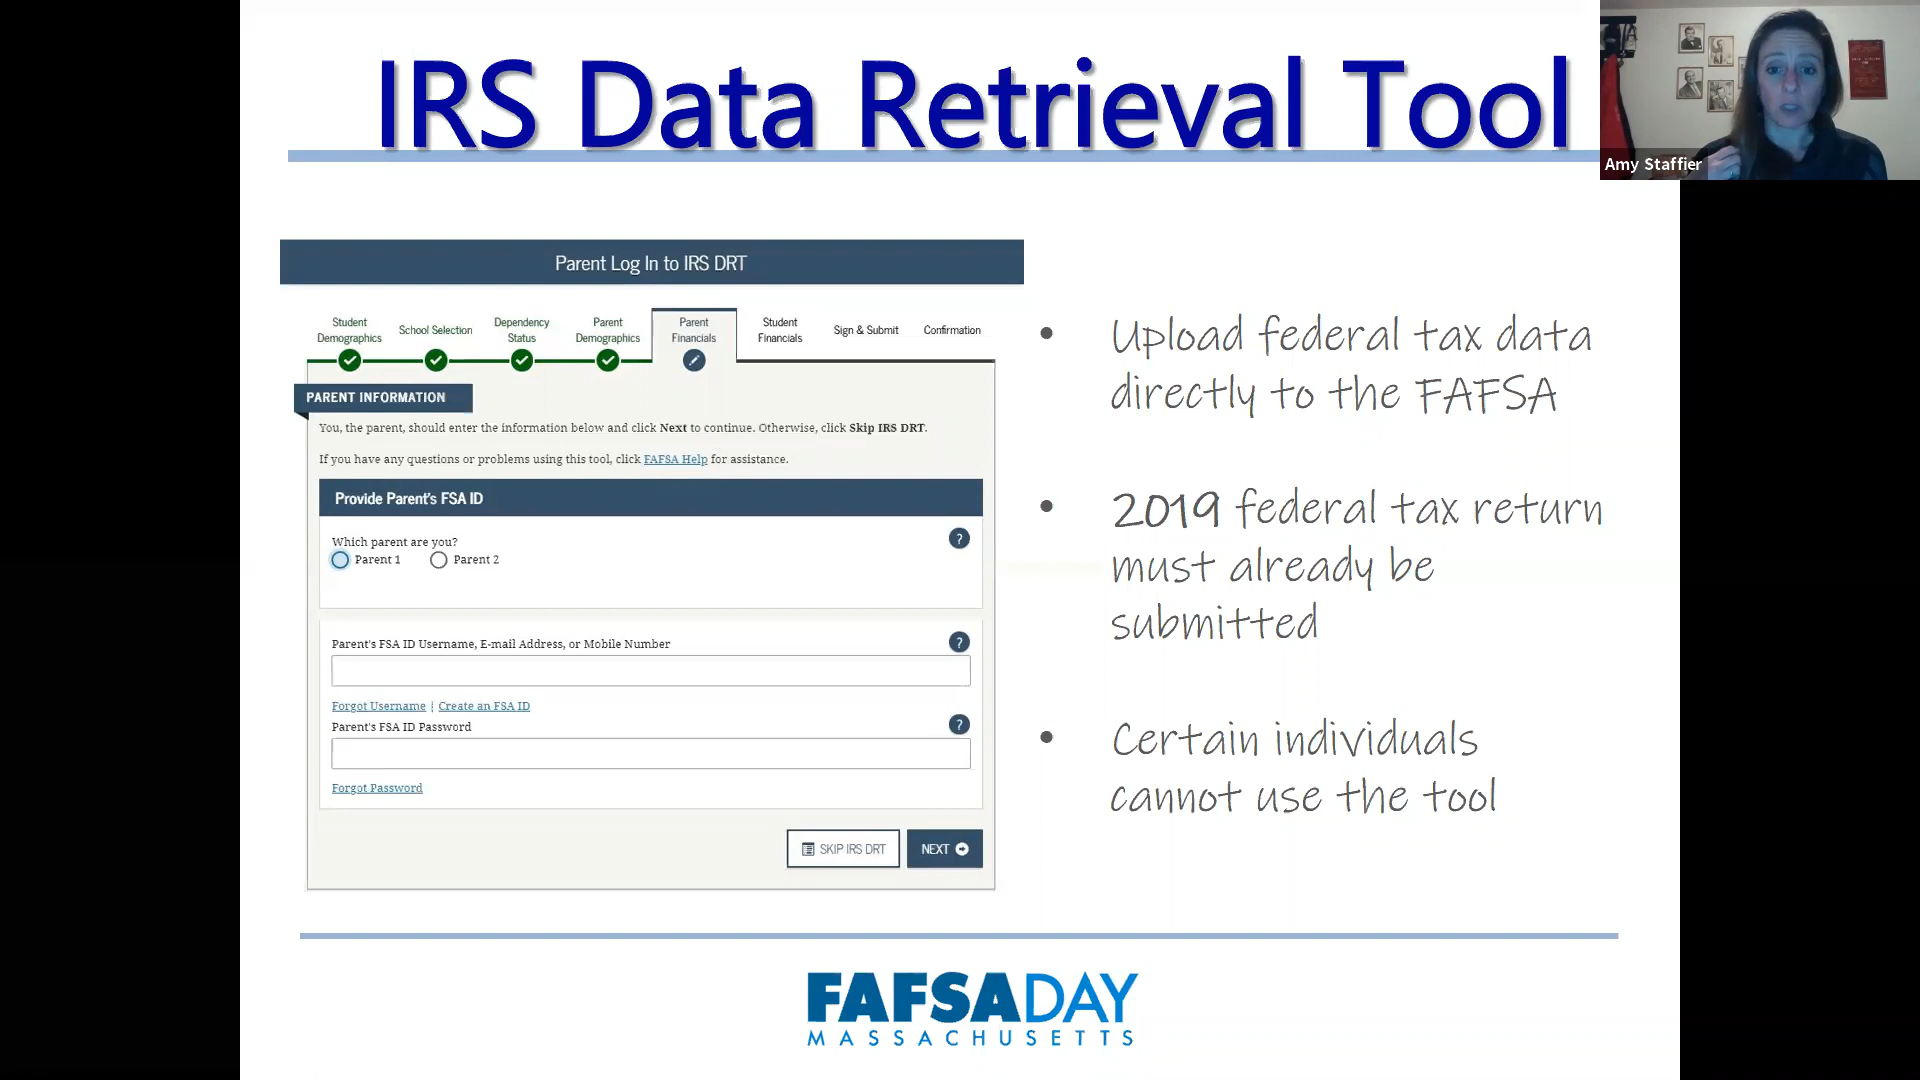 IRS Data Retrieval Tool
Amy Staffier
Parent Log In to IRS DRT
Student Demographics
School Selection
Dependency Status
Parent Demographics
Parent Financials
Student Financials
Sign & Submit
Confirmation
PARENT INFORMATION
You, the parent, should enter the information below and click Next to continue. Otherwise, click Skip IRS DRT.
If you have any questions or problems using this tool, click FAFSA Help for assistance.
Provide Parent's FSA ID
Which parent are you?
?
Parent 1 Parent 2
Parent's FSA ID Username, E-mail Address, or Mobile Number
?
Forgot Username | Create an FSA ID
Parent's FSA ID Password
?
Forgot Password
SKIP IRS DRT
NEXT
• Upload federal tax data
directly to the FAFSA
• 2019 federal tax return
must already be
submitted
• Certain individuals
cannot use the tool
FAFSADAY
MASSACHUSETTS